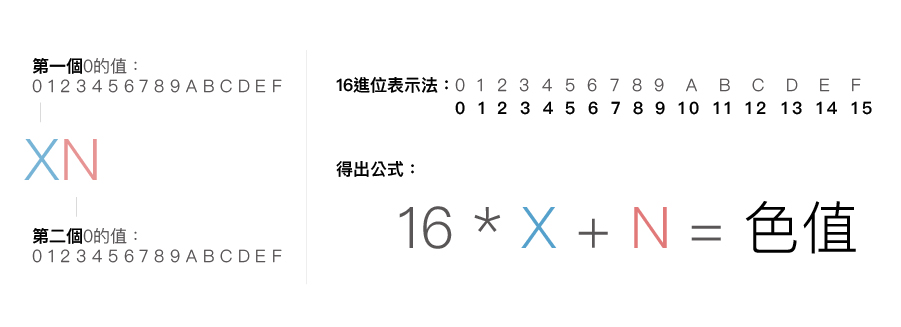 第一個0的值：
0 1 2 3 4 5 6 7 8 9 A B C D E F
XN
第二個0的值：
0 1 2 3 4 5 6 7 8 9 A B C D E F
16進位表示法：0 1 2 3 4 5 6 7 8 9 A B C D E F
0 1 2 3 4 5 6 7 8 9 10 11 12 13 14 15
得出公式：
16 * X + N = 色值